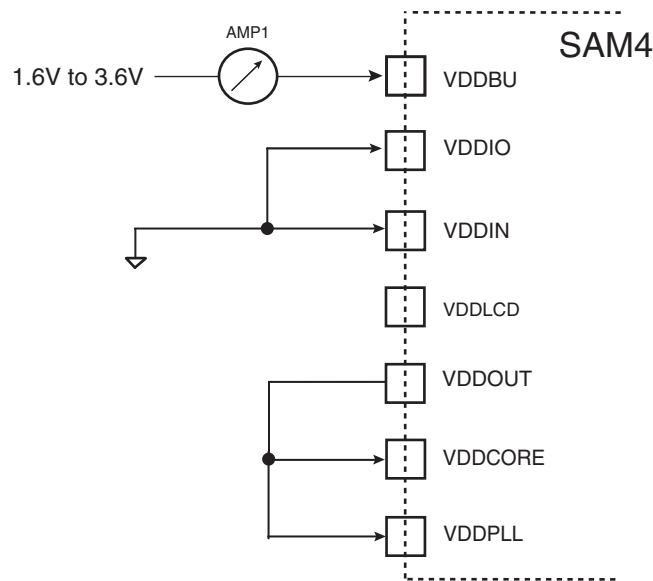 AMP1
SAM4
1.6V to 3.6V
VDDBU
VDDIO
VDDIN
VDDLCD
VDDOUT
VDDCORE
VDDPLL